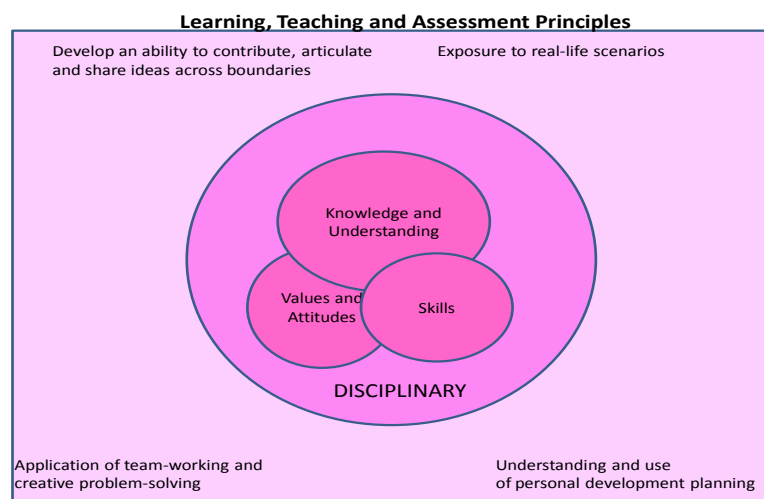 Learning, Teaching and Assessment Principles
Develop an ability to contribute, articulate
and share ideas across boundaries
Exposure to real-life scenarios
Knowledge and
Understanding
Values and
Attitudes
Skills
DISCIPLINARY
Application of team-working and
creative problem-solving
Understanding and use
of personal development planning